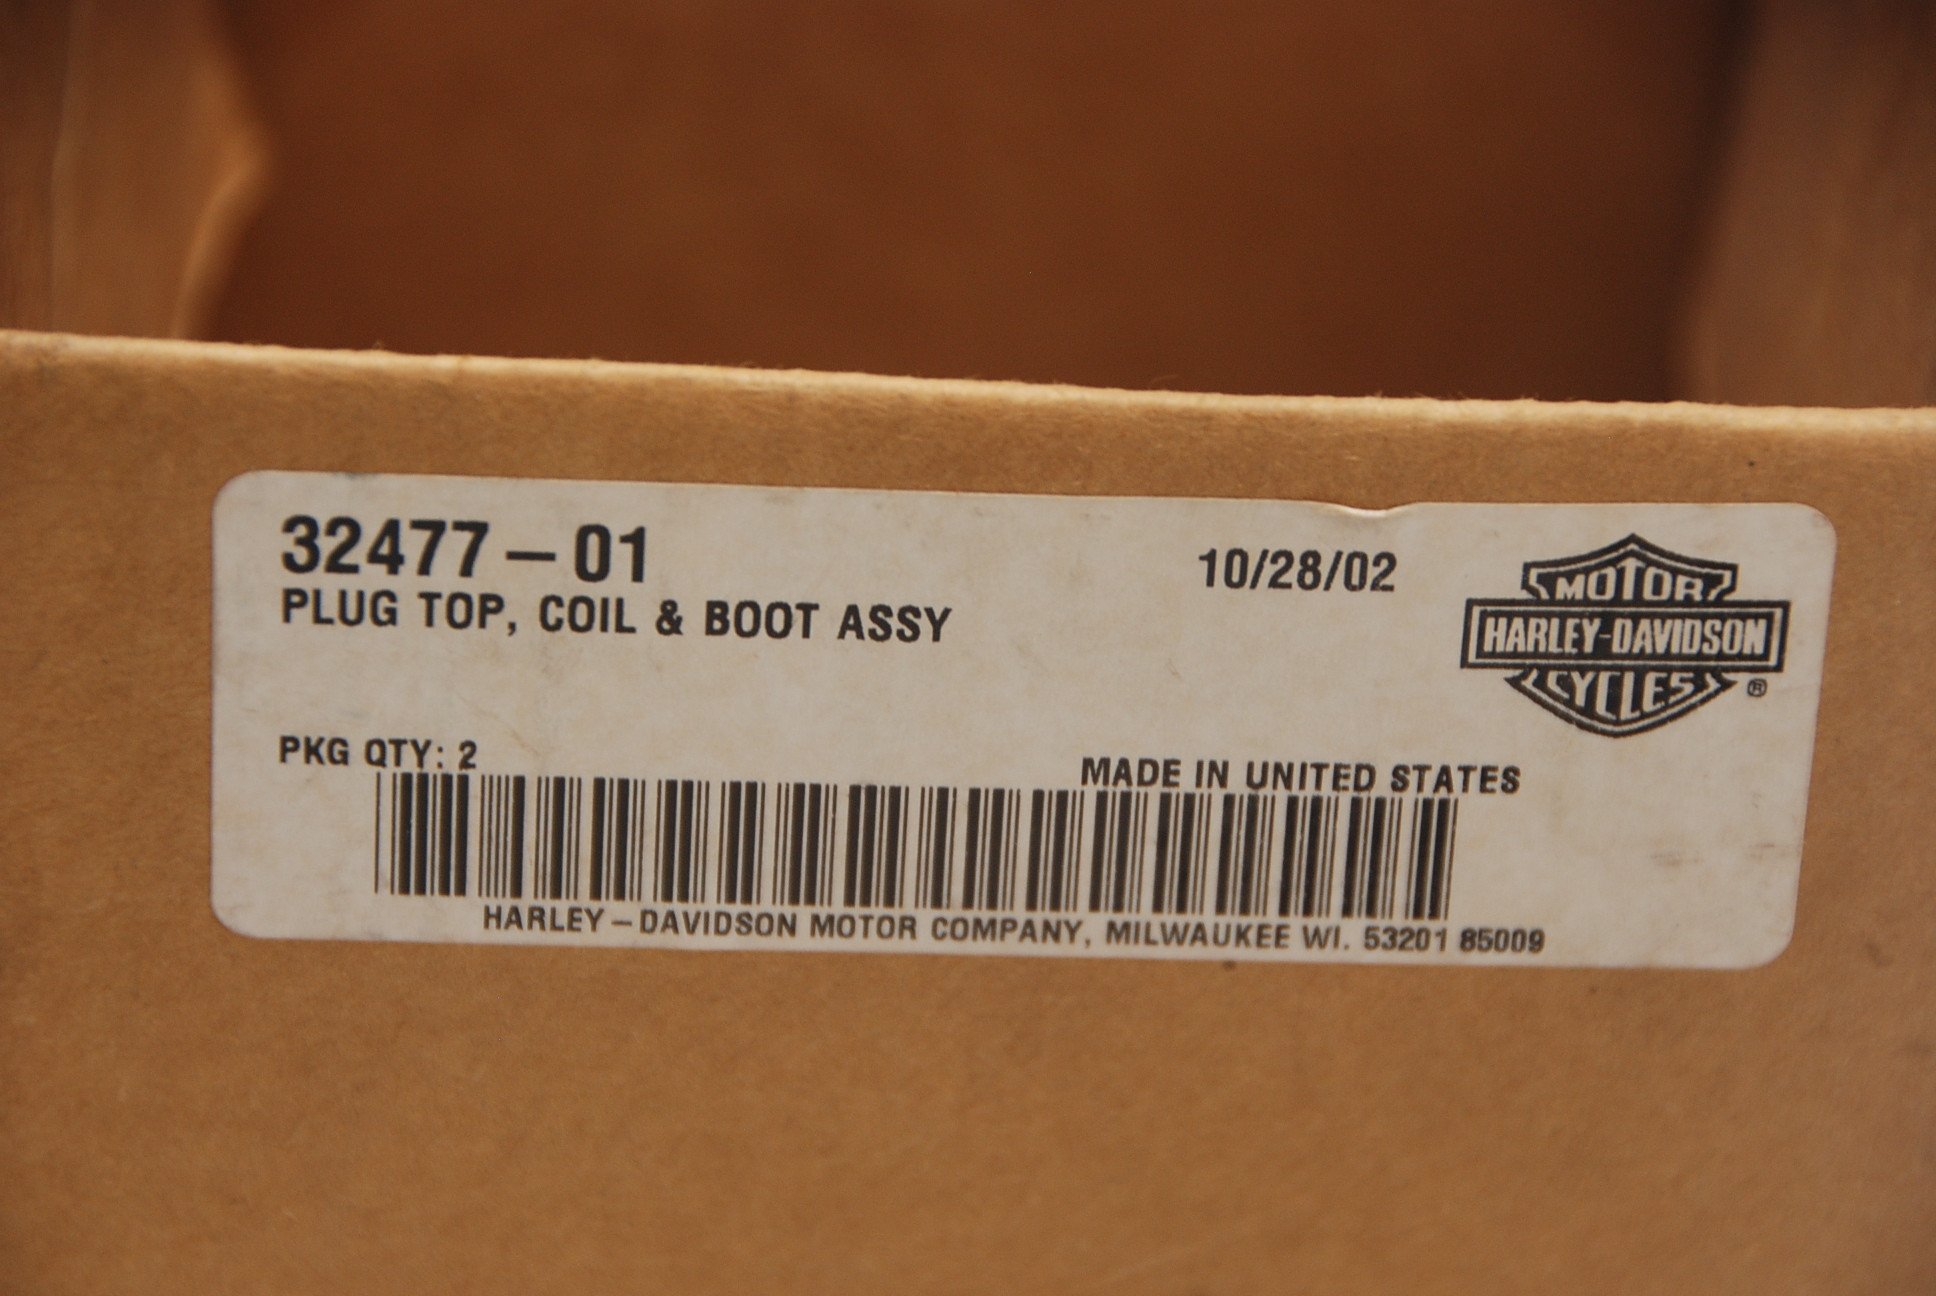 32477-01
10/28/02
PLUG TOP, COIL & BOOT ASSY
MOTOR
HARLEY-DAVIDSON
CYCLES
®
PKG QTY: 2
MADE IN UNITED STATES
HARLEY-DAVIDSON MOTOR COMPANY, MILWAUKEE WI. 53201 85009